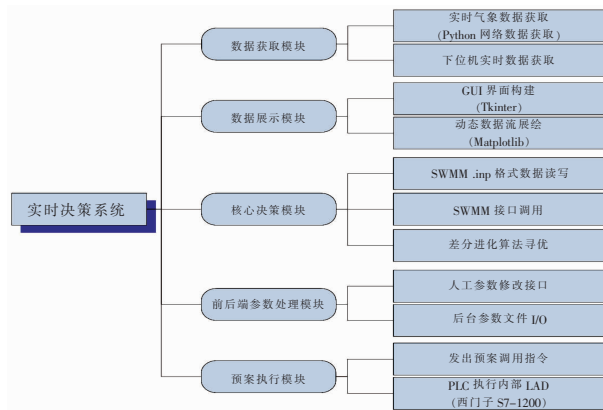 实时决策系统
数据获取模块
实时气象数据获取
(Python 网络数据获取)
下位机实时数据获取
数据展示模块
GUI 界面构建
(Tkinter)
动态数据流展绘
(Matplotlib)
核心决策模块
SWMM .inp 格式数据读写
SWMM 接口调用
差分进化算法寻优
前后端参数处理模块
人工参数修改接口
后台参数文件 I/O
预案执行模块
发出预案调用指令
PLC 执行内部 LAD
(西门子 S7-1200)